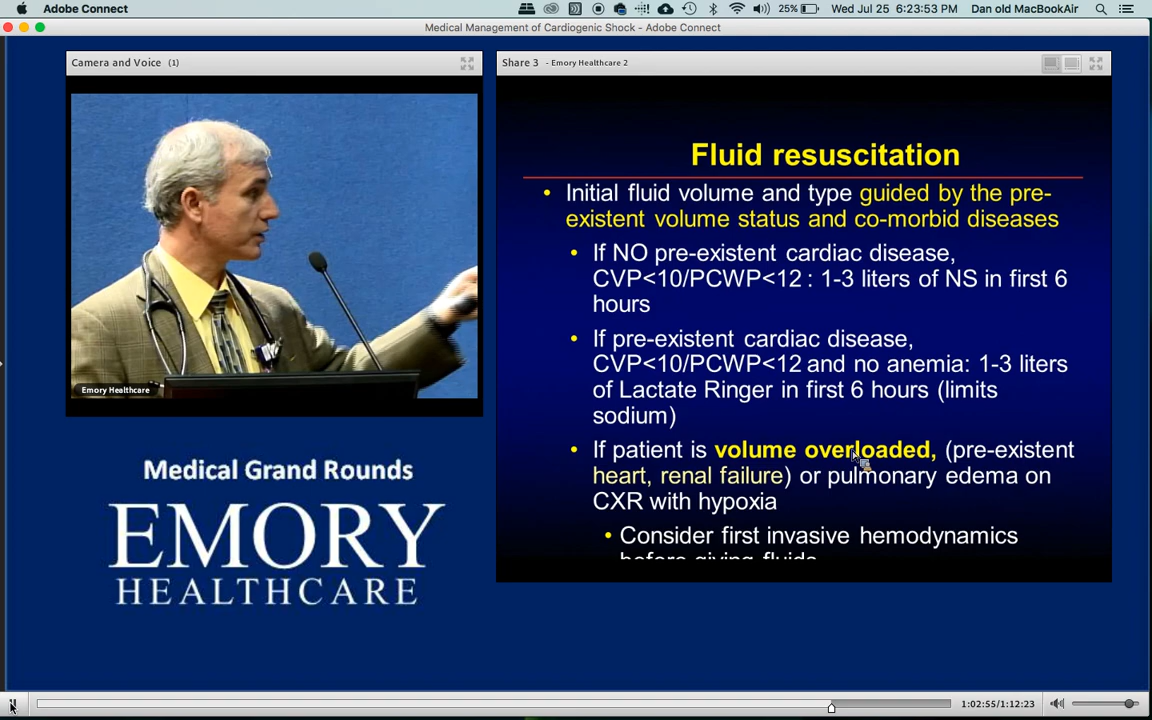 Adobe Connect
25%
Wed Jul 25 6:23:53 PM
Dan old MacBookAir
Medical Management of Cardiogenic Shock - Adobe Connect
Camera and Voice (1)
Share 3 - Emory Healthcare 2
Emory Healthcare
Medical Grand Rounds
EMORY
HEALTHCARE
Fluid resuscitation
• Initial fluid volume and type guided by the pre-
existent volume status and co-morbid diseases
• If NO pre-existent cardiac disease,
CVP<10/PCWP<12 : 1-3 liters of NS in first 6
hours
• If pre-existent cardiac disease,
CVP<10/PCWP<12 and no anemia: 1-3 liters
of Lactate Ringer in first 6 hours (limits
sodium)
• If patient is volume overloaded, (pre-existent
heart, renal failure) or pulmonary edema on
CXR with hypoxia
• Consider first invasive hemodynamics
before giving fluids
1:02:55/1:12:23